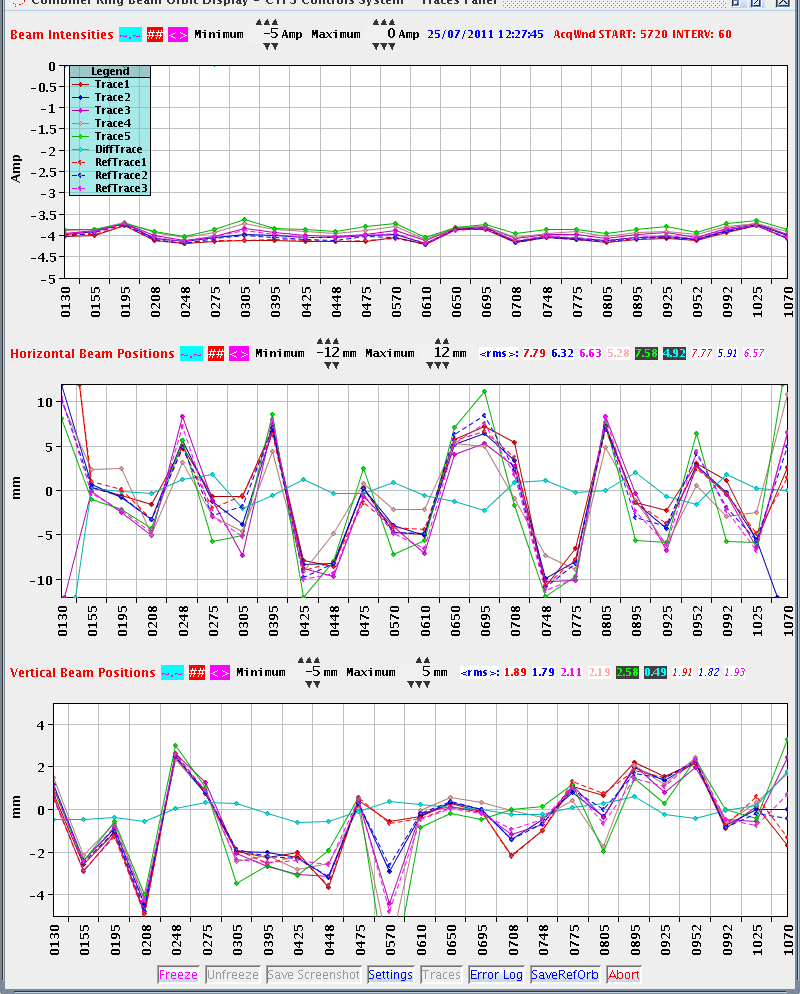 Combiner Ring Beam Orbit Display - CTF3 Controls System - Traces Panel
Beam Intensities ~.~ ## <> Minimum -5 Amp Maximum 0 Amp 25/07/2011 12:27:45 AcqWnd START: 5720 INTERV: 60
Legend
Trace1
Trace2
Trace3
Trace4
Trace5
DiffTrace
RefTrace1
RefTrace2
RefTrace3
Amp
0
-0.5
-1
-1.5
-2
-2.5
-3
-3.5
-4
-4.5
-5
0130 0155 0195 0208 0248 0275 0305 0395 0425 0448 0475 0570 0610 0650 0695 0708 0748 0775 0805 0895 0952 0992 1025 1070
Horizontal Beam Positions ~.~ ## <> Minimum -12 mm Maximum 12 mm <rms>: 7.79 6.32 6.63 5.28 7.58 4.92 7.77 5.91 6.57
mm
10
5
0
-5
-10
0130 0155 0195 0208 0248 0275 0305 0395 0425 0448 0475 0570 0610 0650 0695 0708 0748 0775 0805 0895 0952 0992 1025 1070
Vertical Beam Positions ~.~ ## <> Minimum -5 mm Maximum 5 mm <rms>: 1.89 1.79 2.11 2.19 2.58 0.49 1.91 1.82 1.93
mm
4
2
0
-2
-4
0130 0155 0195 0208 0248 0275 0305 0395 0425 0448 0475 0570 0610 0650 0695 0708 0748 0775 0805 0895 0952 0992 1025 1070
Freeze Unfreeze Save Screenshot Settings Traces Error Log SaveRefOrb Abort